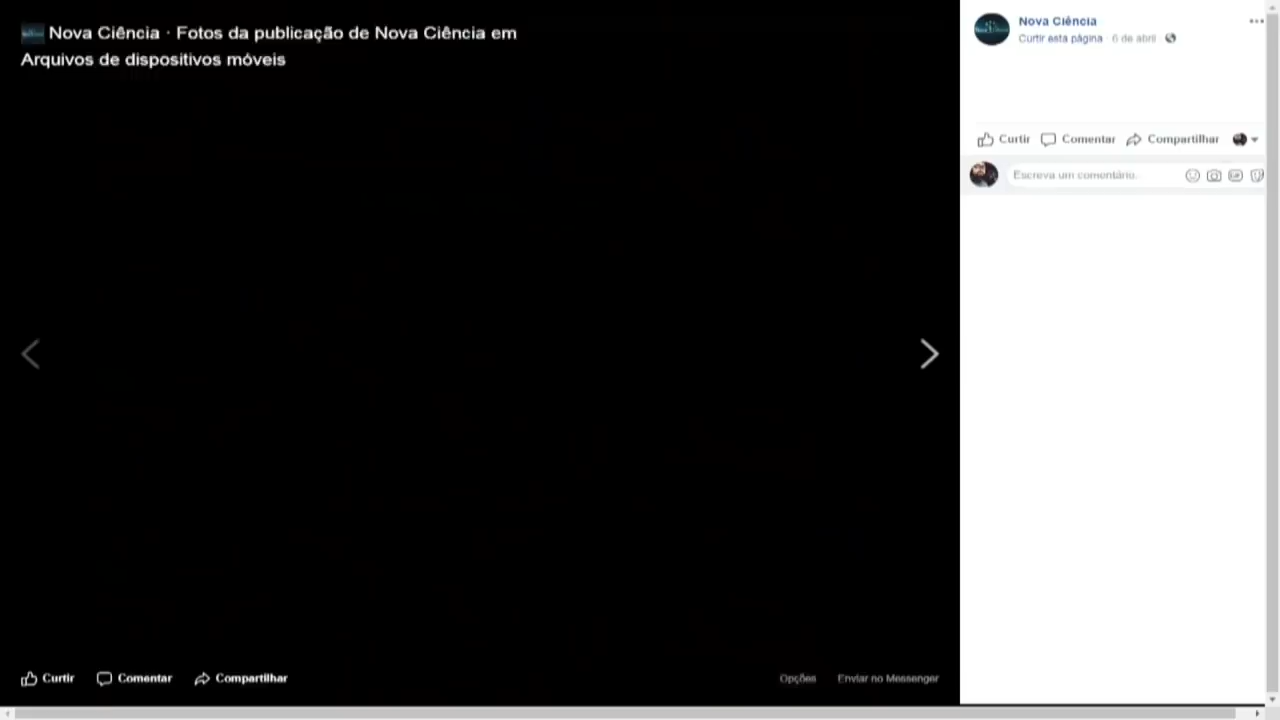 Nova Ciência · Fotos da publicação de Nova Ciência em
Arquivos de dispositivos móveis
Nova Ciência
Curtir esta página · 6 de abril ·
Curtir Comentar Compartilhar
Escreva um comentário.
Curtir Comentar Compartilhar
Opções Enviar no Messenger